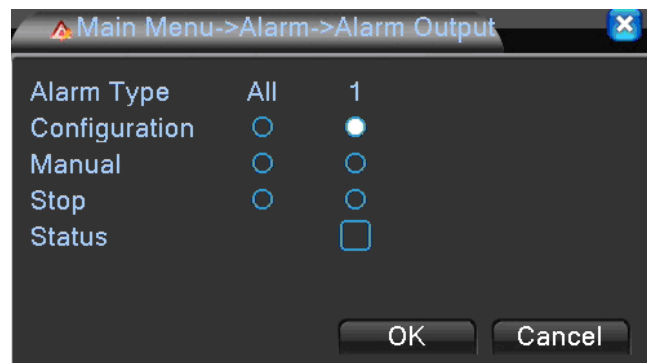 Main Menu->Alarm->Alarm Output
Alarm Type All 1
Configuration
Manual
Stop
Status
OK Cancel